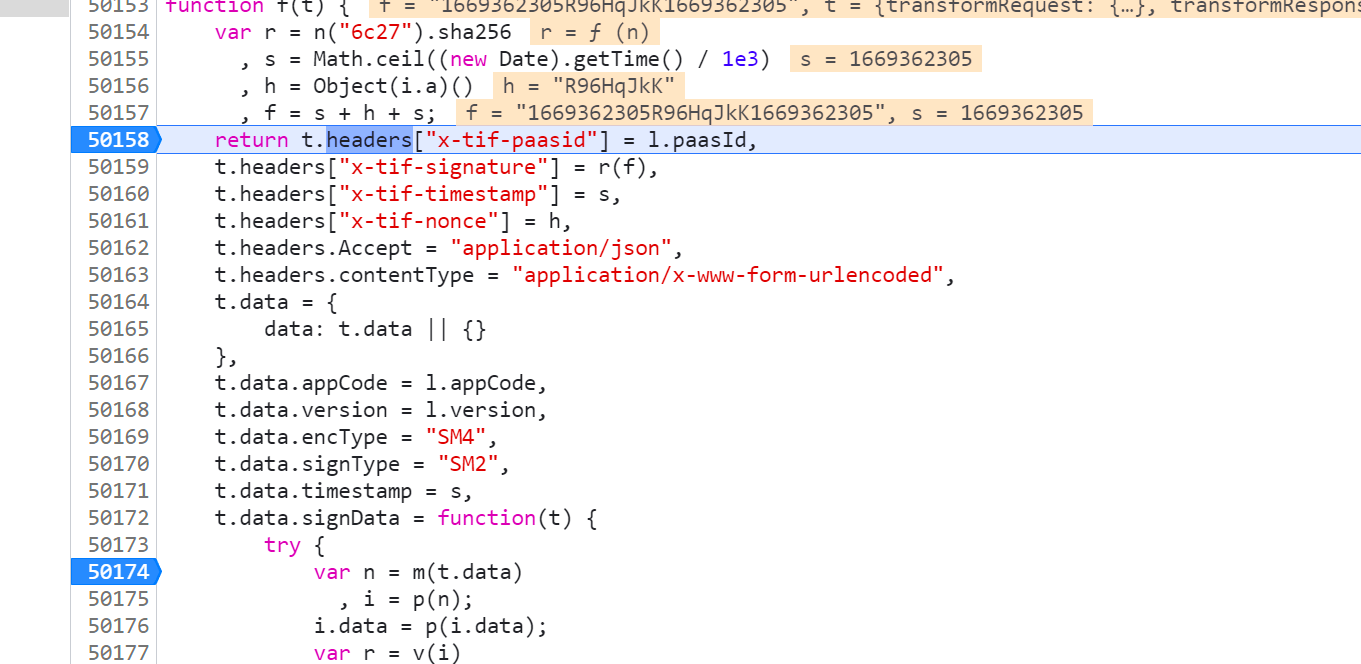 50153 function f(t) { f = "1669362305R96HqJkK1669362305", t = {transformRequest: {…}, transformRespons
50154 var r = n("6c27").sha256 r = ƒ (n)
50155 , s = Math.ceil((new Date).getTime() / 1e3) s = 1669362305
50156 , h = Object(i.a)() h = "R96HqJkK"
50157 , f = s + h + s; f = "1669362305R96HqJkK1669362305", s = 1669362305
50158 return t.headers["x-tif-paasid"] = l.paasId,
50159 t.headers["x-tif-signature"] = r(f),
50160 t.headers["x-tif-timestamp"] = s,
50161 t.headers["x-tif-nonce"] = h,
50162 t.headers.Accept = "application/json",
50163 t.headers.contentType = "application/x-www-form-urlencoded",
50164 t.data = {
50165 data: t.data || {}
50166 },
50167 t.data.appCode = l.appCode,
50168 t.data.version = l.version,
50169 t.data.encType = "SM4",
50170 t.data.signType = "SM2",
50171 t.data.timestamp = s,
50172 t.data.signData = function(t) {
50173 try {
50174 var n = m(t.data)
50175 , i = p(n);
50176 i.data = p(i.data);
50177 var r = v(i)